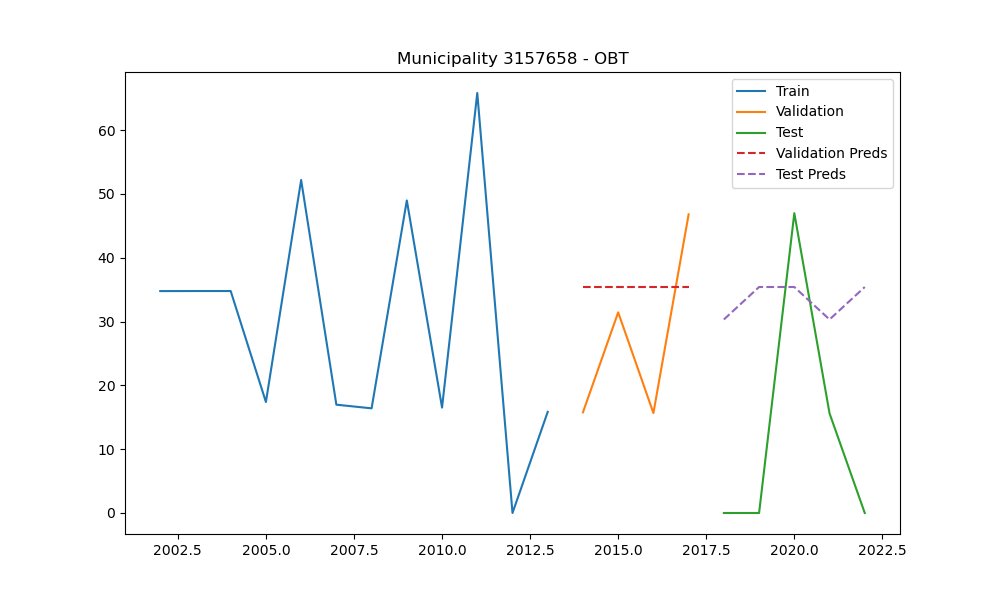 Municipality 3157658 - OBT
Train
Validation
Test
Validation Preds
Test Preds
60
50
40
30
20
10
0
2002.5 2005.0 2007.5 2010.0 2012.5 2015.0 2017.5 2020.0 2022.5